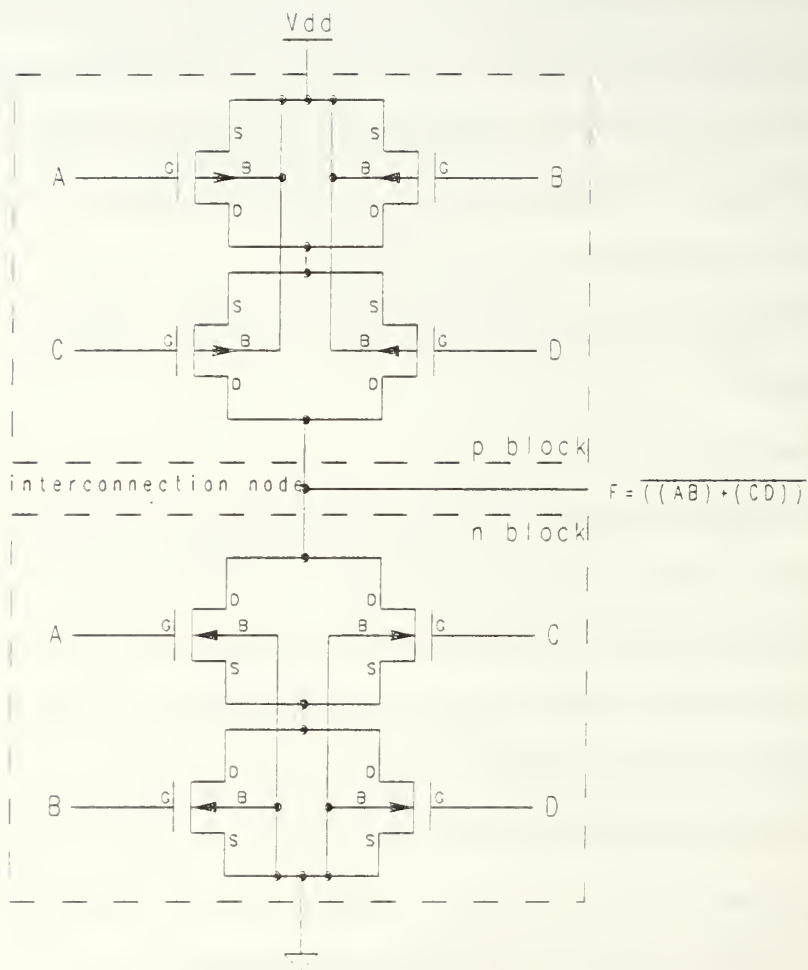 Vdd
S S
A G B B G B
D D
S S
C G B B G D
D D
p block
interconnection node F = ((AB)+(CD))
n block
D D
A G B B G C
S S
D D
B G B B G D
S S